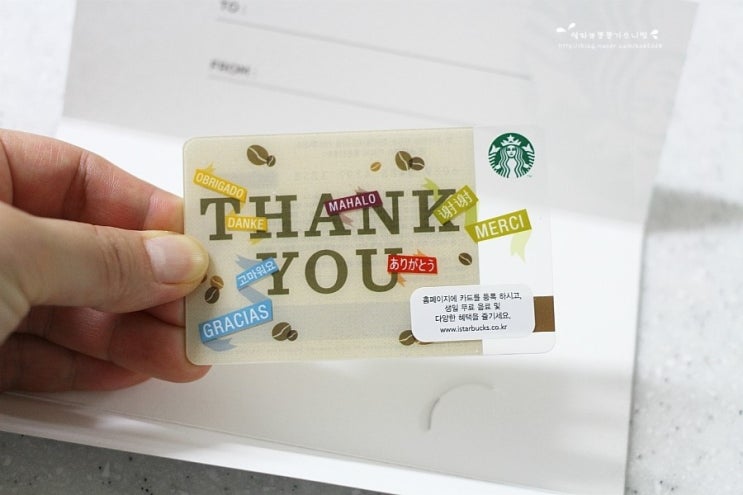 TO :
FROM :
OBRIGADO
THANK
DANKE
MAHALO
谢谢
MERCI
YOU
고마워요
ありがとう
GRACIAS
홈페이지에 카드를 등록 하시고,
생일 무료 음료 및
다양한 혜택을 즐기세요.
www.istarbucks.co.kr